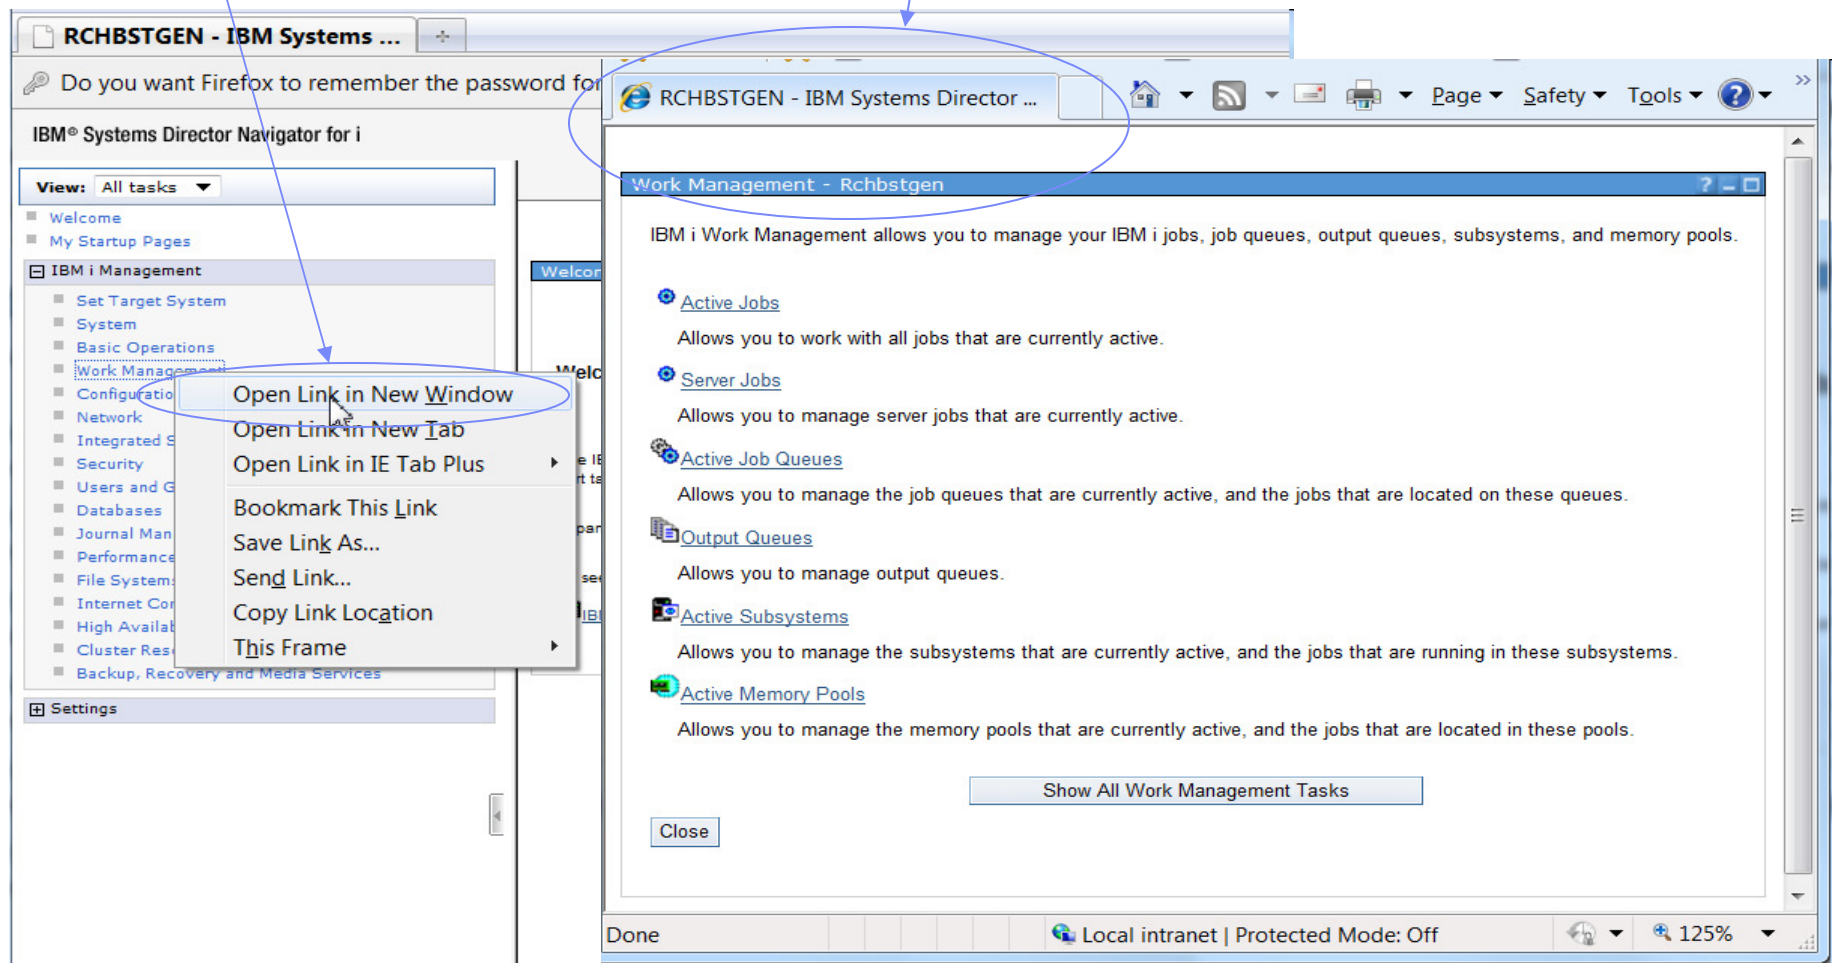 RCHBSTGEN - IBM Systems ...
Do you want Firefox to remember the password for
IBM® Systems Director Navigator for i
View: All tasks
Welcome
My Startup Pages
IBM i Management
Set Target System
System
Basic Operations
Work Management
Configuratio
Network
Integrated S
Security
Users and G
Databases
Journal Man
Performance
File System
Internet Con
High Availab
Cluster Res
Backup, Recovery and Media Services
Settings
Open Link in New Window
Open Link in New Tab
Open Link in IE Tab Plus
Bookmark This Link
Save Link As...
Send Link...
Copy Link Location
This Frame
Welcom
Welc
e IE
rt ta
par
see
IBI
RCHBSTGEN - IBM Systems Director ...
Page
Safety
Tools
Work Management - Rchbstgen
IBM i Work Management allows you to manage your IBM i jobs, job queues, output queues, subsystems, and memory pools.
Active Jobs
Allows you to work with all jobs that are currently active.
Server Jobs
Allows you to manage server jobs that are currently active.
Active Job Queues
Allows you to manage the job queues that are currently active, and the jobs that are located on these queues.
Output Queues
Allows you to manage output queues.
Active Subsystems
Allows you to manage the subsystems that are currently active, and the jobs that are running in these subsystems.
Active Memory Pools
Allows you to manage the memory pools that are currently active, and the jobs that are located in these pools.
Show All Work Management Tasks
Close
Done
Local intranet | Protected Mode: Off
125%